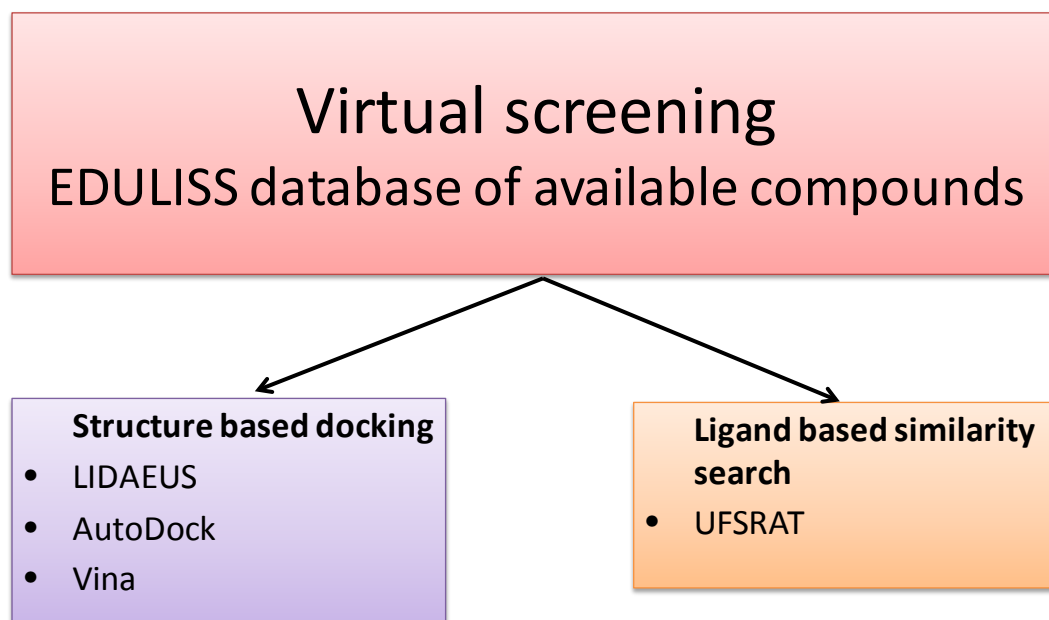 Virtual screening
EDULISS database of available compounds
Structure based docking
• LIDAEUS
• AutoDock
• Vina
Ligand based similarity
search
• UFSRAT